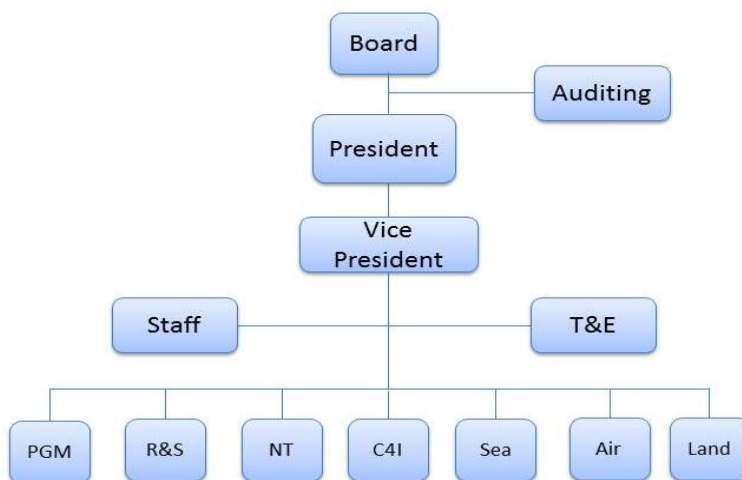 Board
Auditing
President
Vice
President
Staff
T&E
PGM
R&S
NT
C4I
Sea
Air
Land